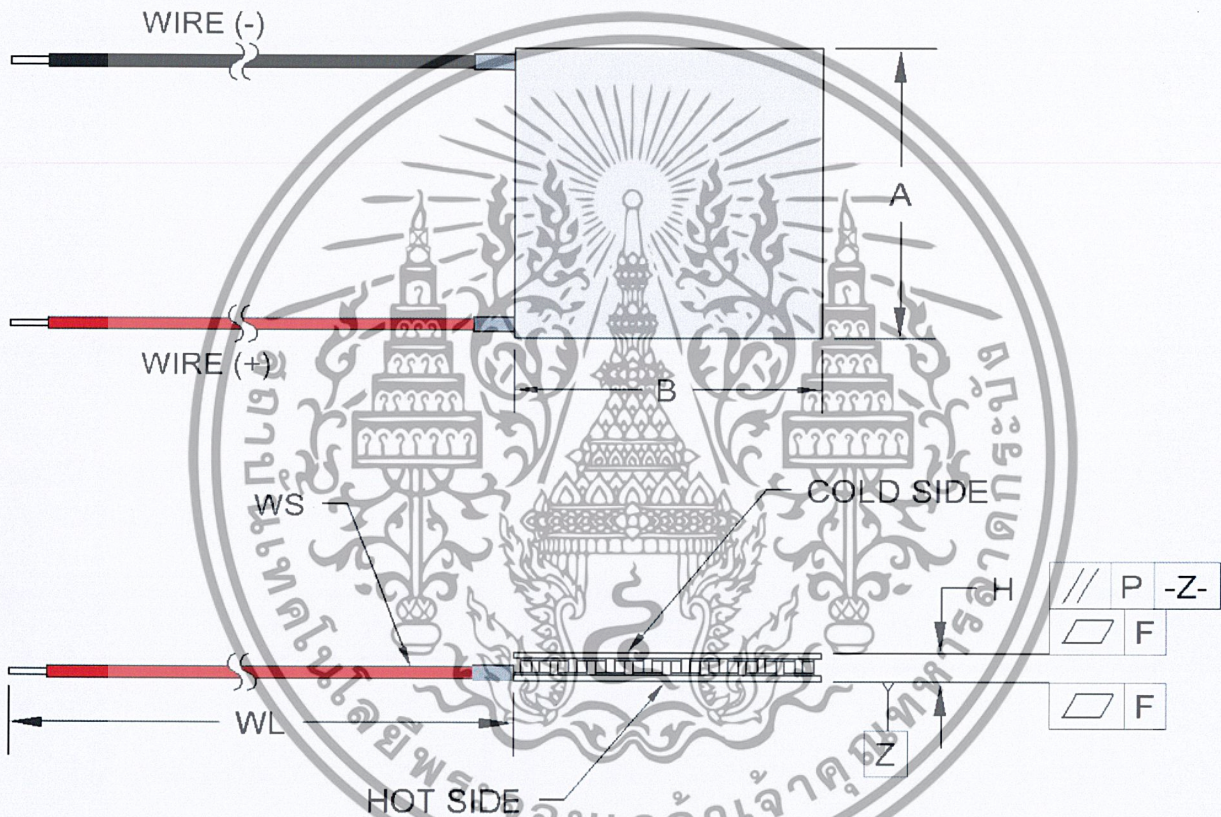 WIRE (-)
A
WIRE (+)
B
WS
COLD SIDE
H
// P -Z-
F
WL
F
Z
HOT SIDE